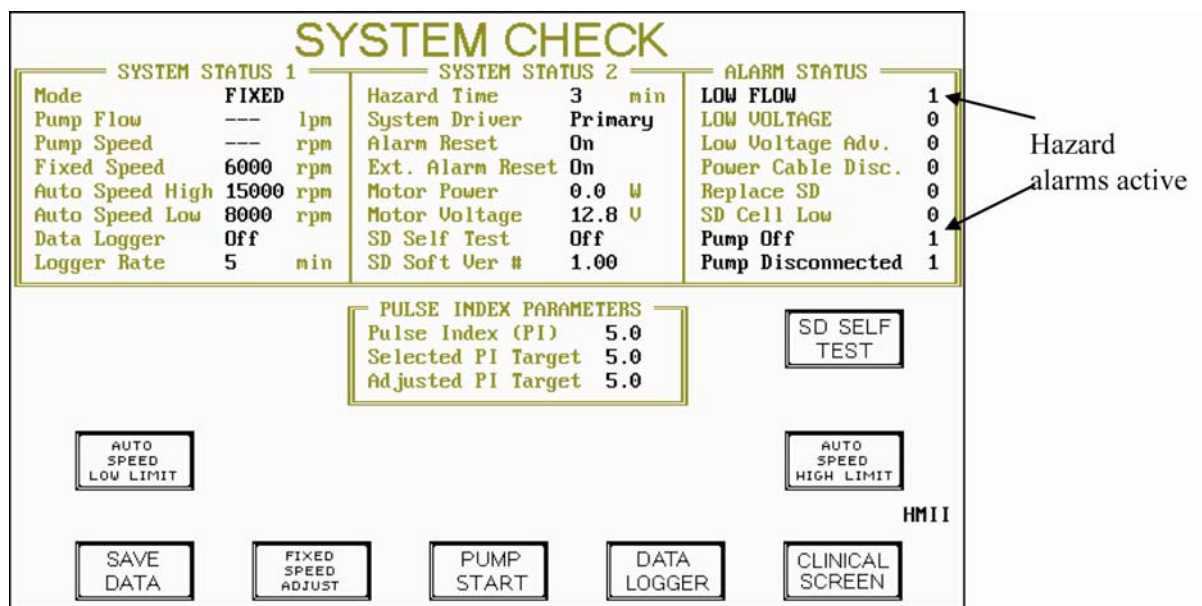 SYSTEM CHECK
SYSTEM STATUS 1
Mode FIXED
Pump Flow --- lpm
Pump Speed --- rpm
Fixed Speed 6000 rpm
Auto Speed High 15000 rpm
Auto Speed Low 8000 rpm
Data Logger Off
Logger Rate 5 min
SYSTEM STATUS 2
Hazard Time 3 min
System Driver Primary
Alarm Reset On
Ext. Alarm Reset On
Motor Power 0.0 W
Motor Voltage 12.8 V
SD Self Test Off
SD Soft Ver # 1.00
ALARM STATUS
LOW FLOW 1
LOW VOLTAGE 0
Low Voltage Adv. 0
Power Cable Disc. 0
Replace SD 0
SD Cell Low 0
Pump Off 1
Pump Disconnected 1
Hazard
alarms active
PULSE INDEX PARAMETERS
Pulse Index (PI) 5.0
Selected PI Target 5.0
Adjusted PI Target 5.0
SD SELF
TEST
AUTO
SPEED
LOW LIMIT
AUTO
SPEED
HIGH LIMIT
HMII
SAVE
DATA
FIXED
SPEED
ADJUST
PUMP
START
DATA
LOGGER
CLINICAL
SCREEN